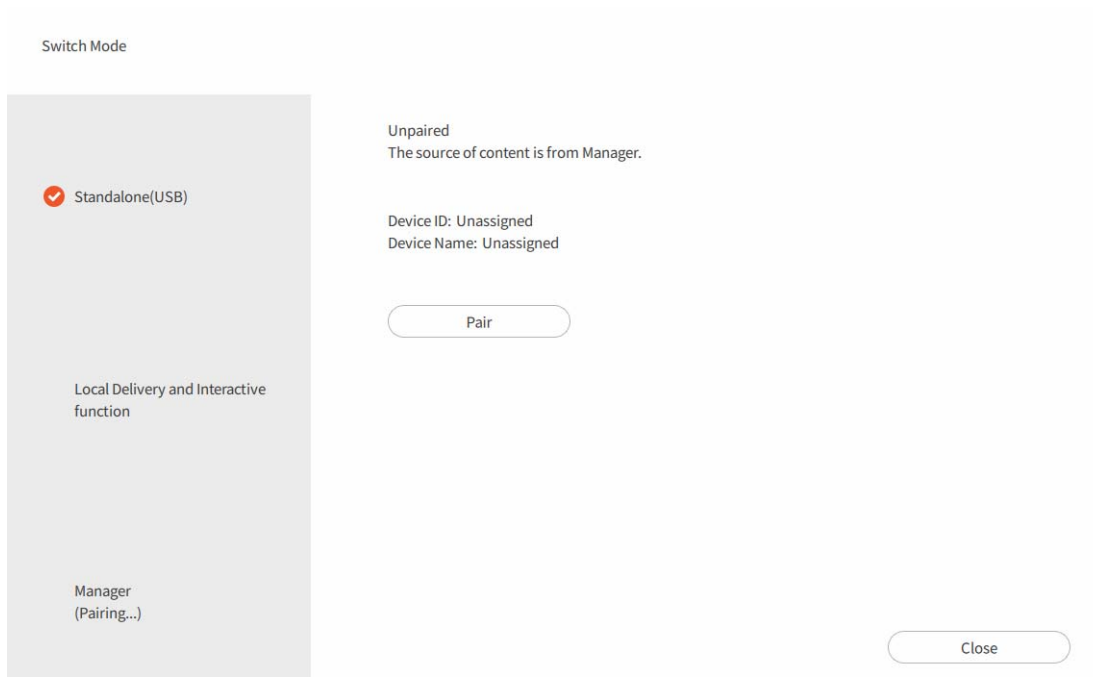 Switch Mode
Standalone(USB)
Local Delivery and Interactive
function
Manager
(Pairing...)
Unpaired
The source of content is from Manager.
Device ID: Unassigned
Device Name: Unassigned
Pair
Close